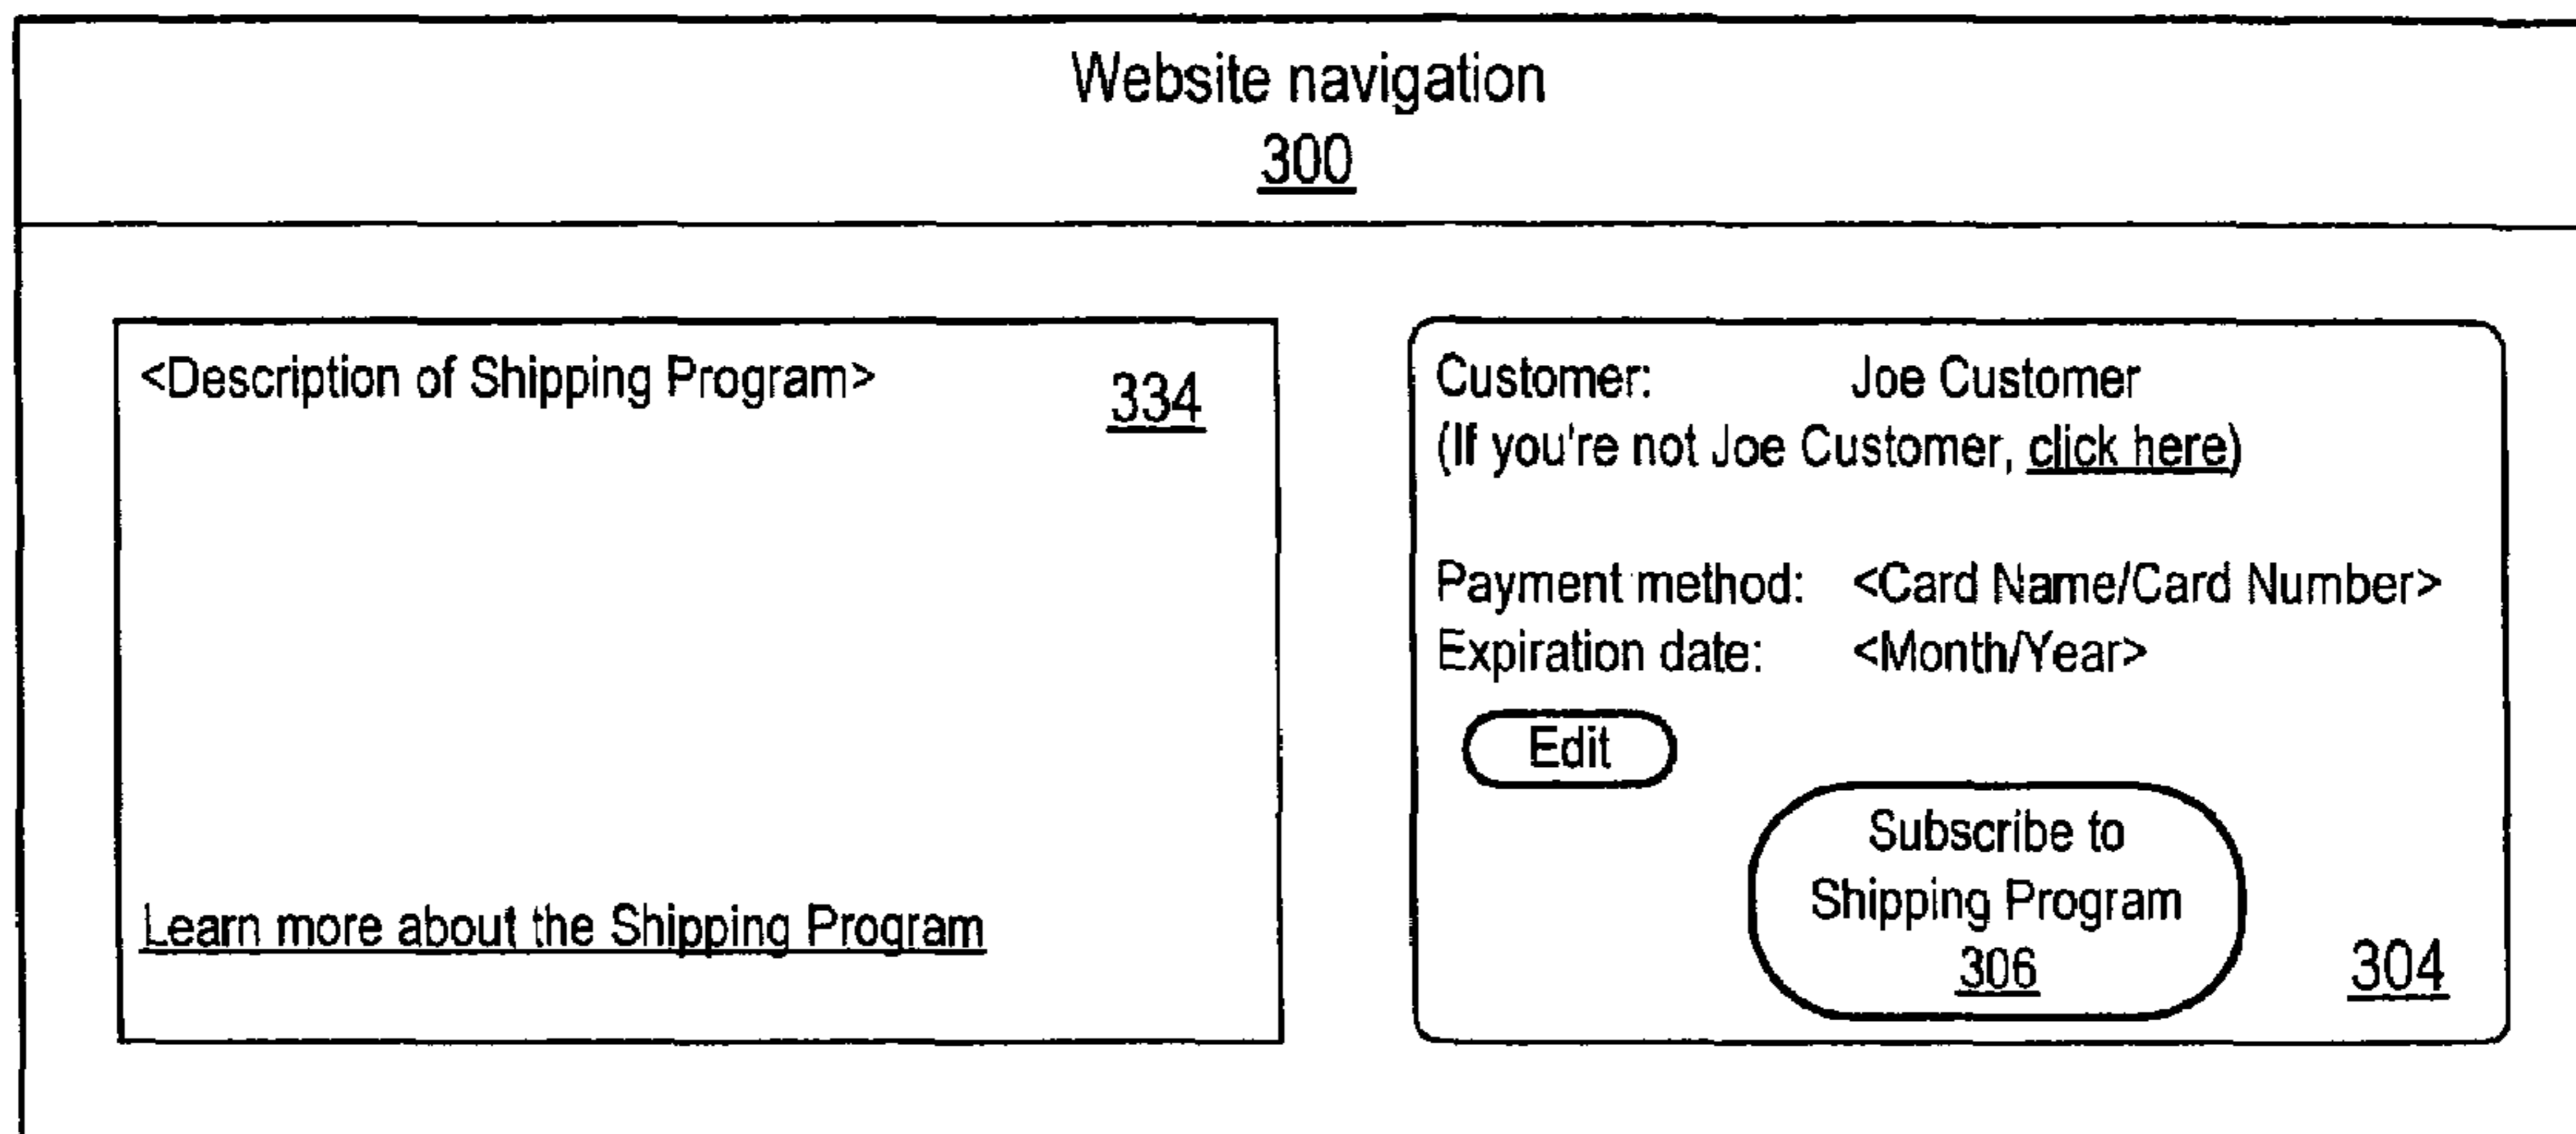 Website navigation
300
<Description of Shipping Program>
334
Learn more about the Shipping Program
Customer: Joe Customer
(If you're not Joe Customer, click here)
Payment method: <Card Name/Card Number>
Expiration date: <Month/Year>
Edit
Subscribe to
Shipping Program
306
304